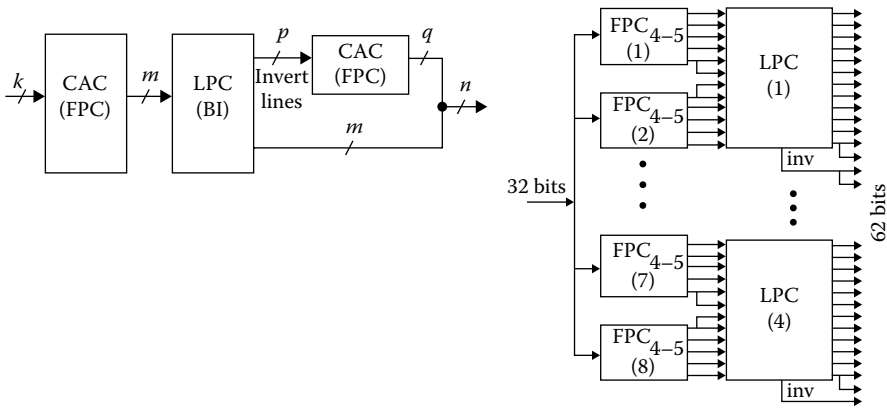 k
CAC
(FPC)
m
LPC
(BI)
p
Invert
lines
CAC
(FPC)
q
n
m
32 bits
FPC4–5
(1)
FPC4–5
(2)
LPC
(1)
inv
FPC4–5
(7)
FPC4–5
(8)
LPC
(4)
inv
62 bits